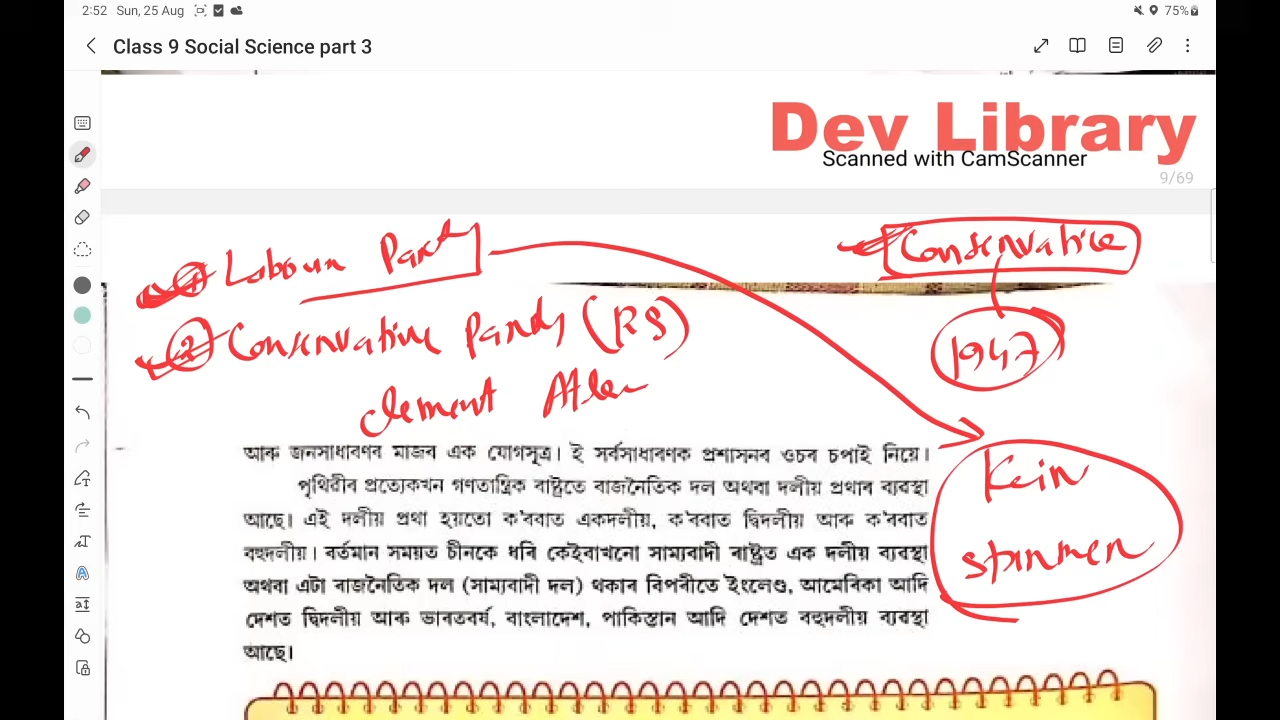 2:52 Sun, 25 Aug
75%
Class 9 Social Science part 3
Dev Library
Scanned with CamScanner
9/69
Labour Party
Conservative
② Conservative Party (RS)
1947
Clement Atlee
আৰু জনসাধাৰণৰ মাজৰ এক যোগসূত্ৰ। ই সৰ্বসাধাৰণক প্ৰশাসনৰ ওচৰ চপাই নিয়ে।
পৃথিৱীৰ প্ৰত্যেকখন গণতান্ত্ৰিক ৰাষ্ট্ৰতে ৰাজনৈতিক দল অথবা দলীয় প্ৰথাৰ ব্যৱস্থা
আছে। এই দলীয় প্ৰথা হয়তো ক'ৰবাত একদলীয়, ক'ৰবাত দ্বিদলীয় আৰু ক'ৰবাত
বহুদলীয়। বৰ্তমান সময়ত চীনকে ধৰি কেইবাখনো সাম্যবাদী ৰাষ্ট্ৰত এক দলীয় ব্যৱস্থা
অথবা এটা ৰাজনৈতিক দল (সাম্যবাদী দল) থকাৰ বিপৰীতে ইংলেণ্ড, আমেৰিকা আদি
দেশত দ্বিদলীয় আৰু ভাৰতবৰ্ষ, বাংলাদেশ, পাকিস্তান আদি দেশত বহুদলীয় ব্যৱস্থা
আছে।
Kein
starmen